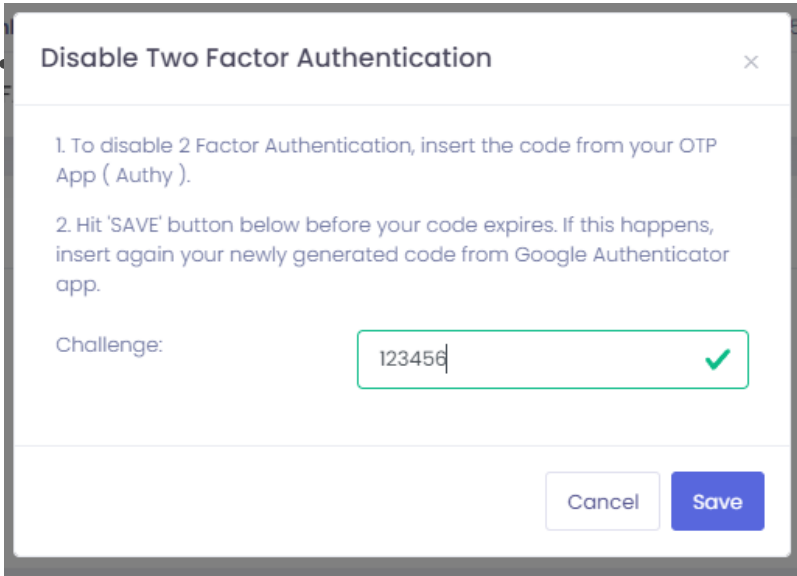 Disable Two Factor Authentication
×
1. To disable 2 Factor Authentication, insert the code from your OTP
App ( Authy ).
2. Hit 'SAVE' button below before your code expires. If this happens,
insert again your newly generated code from Google Authenticator
app.
Challenge:
123456
Cancel
Save